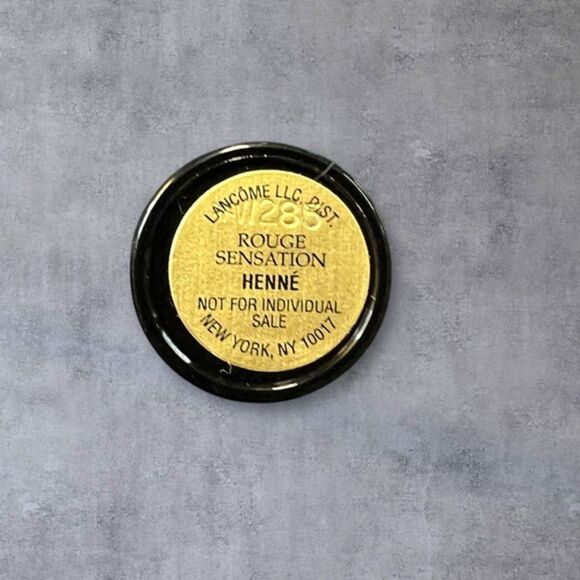 LANCÔME LLC, DIST.
ROUGE
SENSATION
HENNÉ
NOT FOR INDIVIDUAL
SALE
NEW YORK, NY 10017